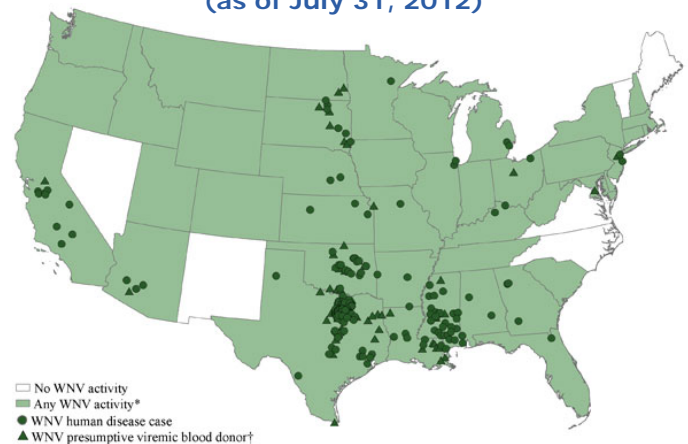 (as of July 31, 2012)
No WNV activity
Any WNV activity*
WNV human disease case
WNV presumptive viremic blood donor†